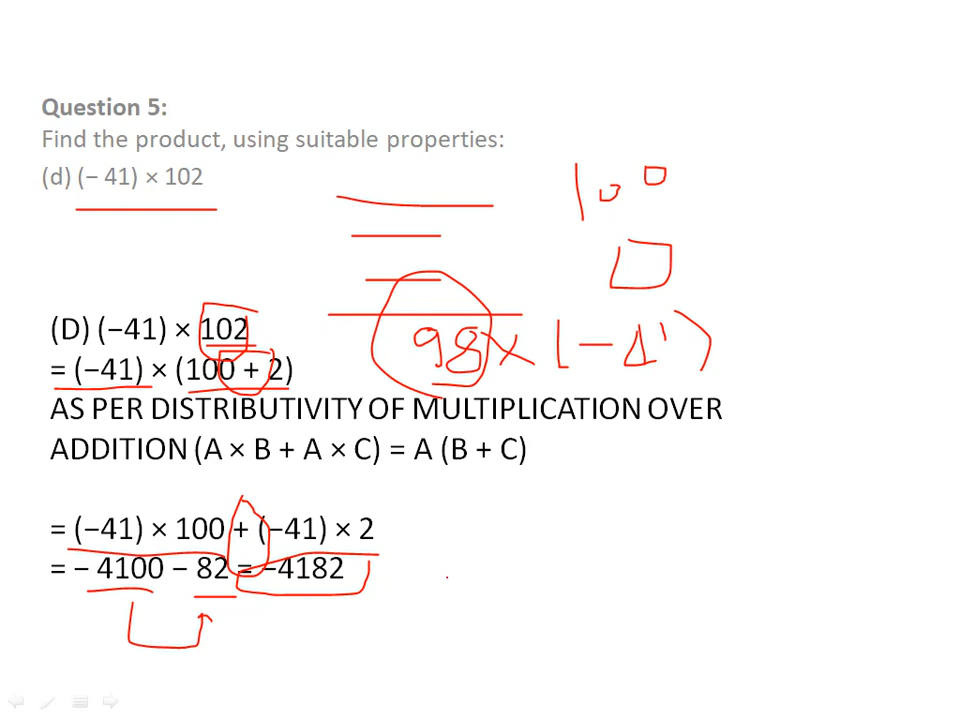 Question 5:
Find the product, using suitable properties:
(d) (− 41) × 102
100
(D) (−41) × 102
98 × (−41)
= (−41) × (100 + 2)
AS PER DISTRIBUTIVITY OF MULTIPLICATION OVER
ADDITION (A × B + A × C) = A (B + C)
= (−41) × 100 + (−41) × 2
= − 4100 − 82 = −4182